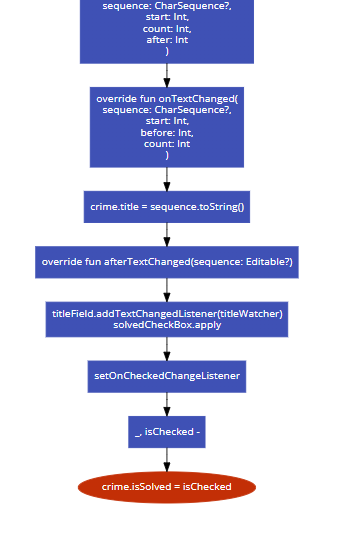 sequence: CharSequence?,
start: Int,
count: Int,
after: Int
)
override fun onTextChanged(
sequence: CharSequence?,
start: Int,
before: Int,
count: Int
)
crime.title = sequence.toString()
override fun afterTextChanged(sequence: Editable?)
titleField.addTextChangedListener(titleWatcher)
solvedCheckBox.apply
setOnCheckedChangeListener
_, isChecked -
crime.isSolved = isChecked